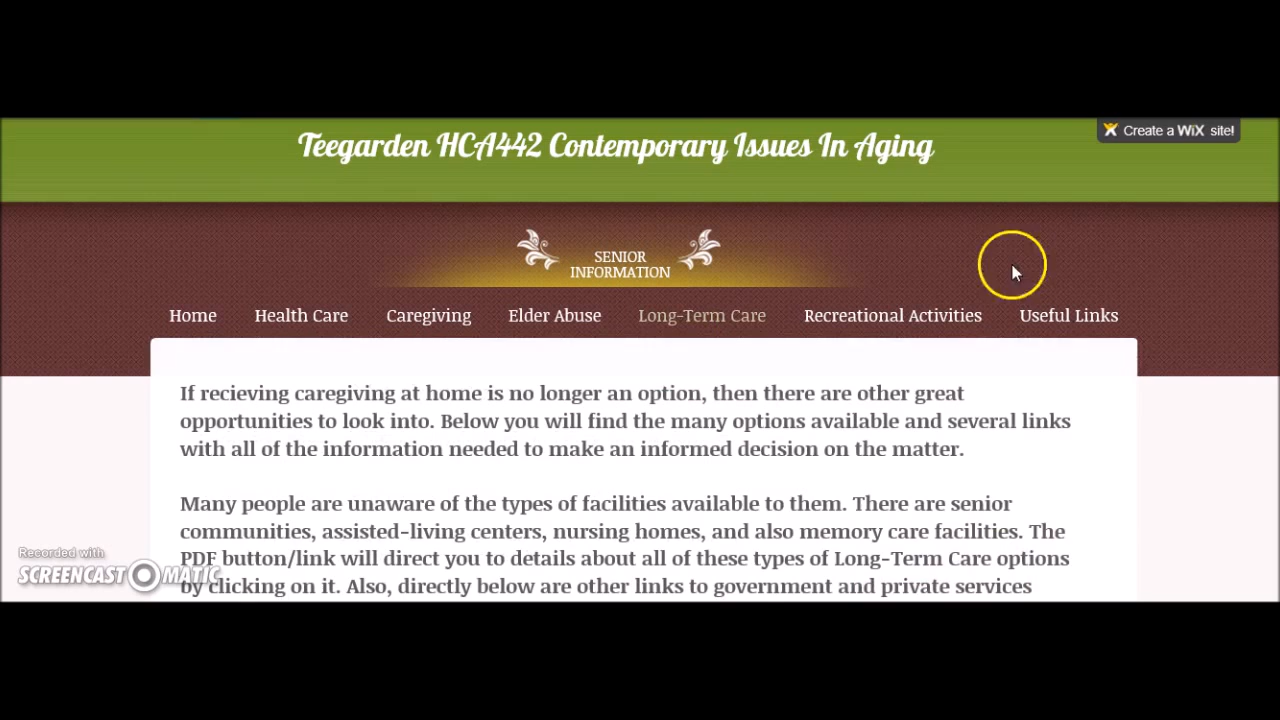 Teegarden HCA442 Contemporary Issues In Aging
Create a WiX site!
SENIOR
INFORMATION
Home Health Care Caregiving Elder Abuse Long-Term Care Recreational Activities Useful Links
If recieving caregiving at home is no longer an option, then there are other great
opportunities to look into. Below you will find the many options available and several links
with all of the information needed to make an informed decision on the matter.
Many people are unaware of the types of facilities available to them. There are senior
communities, assisted-living centers, nursing homes, and also memory care facilities. The
PDF button/link will direct you to details about all of these types of Long-Term Care options
by clicking on it. Also, directly below are other links to government and private services
Recorded with
SCREENCAST MATIC